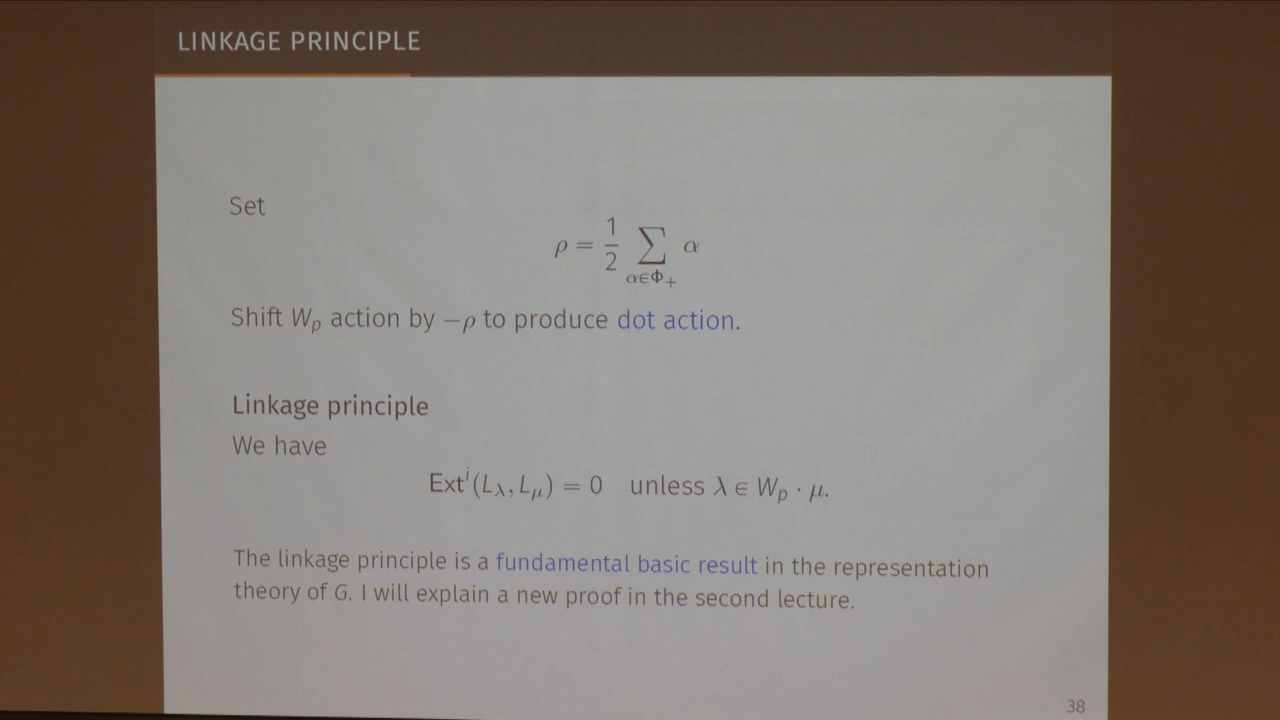 LINKAGE PRINCIPLE
Set
ρ = 1/2 ∑_{α∈Φ₊} α
Shift W_p action by −ρ to produce dot action.
Linkage principle
We have
Ext^i(L_λ, L_μ) = 0 unless λ ∈ W_p · μ.
The linkage principle is a fundamental basic result in the representation
theory of G. I will explain a new proof in the second lecture.
38